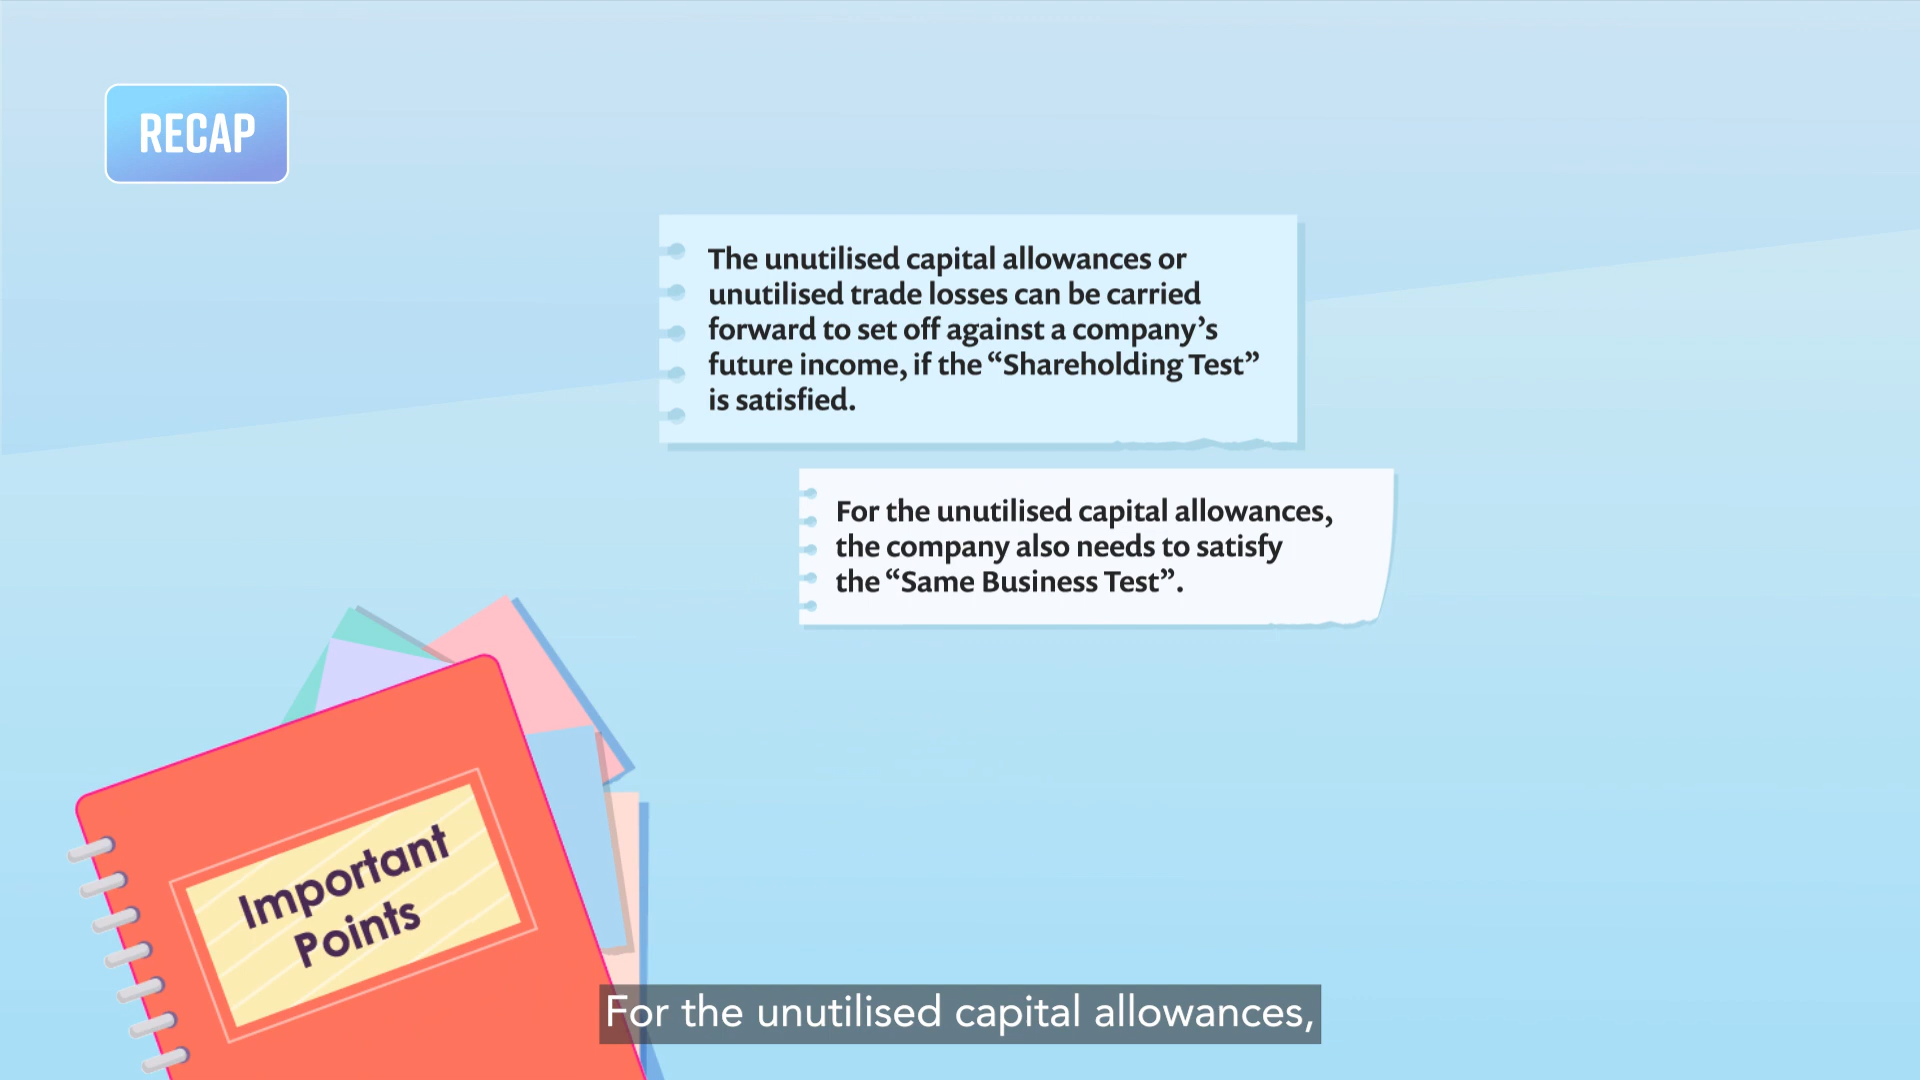 RECAP
The unutilised capital allowances or
unutilised trade losses can be carried
forward to set off against a company’s
future income, if the “Shareholding Test”
is satisfied.
For the unutilised capital allowances,
the company also needs to satisfy
the “Same Business Test”.
Important
Points
For the unutilised capital allowances,